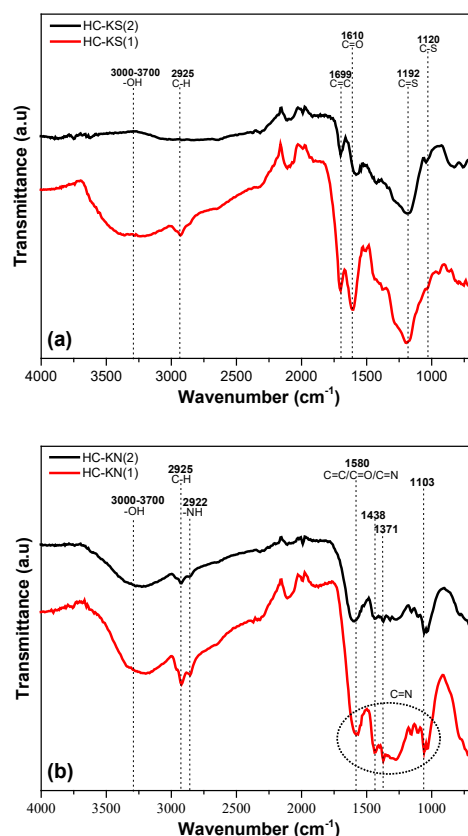 HC-KS(2)
HC-KS(1)
1610
C=O
1120
C-S
3000-3700
-OH
2925
C-H
1699
C=C
1192
C=S
Transmittance (a.u)
(a)
4000 3500 3000 2500 2000 1500 1000
Wavenumber (cm-1)
HC-KN(2)
HC-KN(1)
2925
C-H
1580
C=C/C=O/C=N
1103
3000-3700
-OH
2922
-NH
1438
1371
C=N
Transmittance (a.u)
(b)
4000 3500 3000 2500 2000 1500 1000
Wavenumber (cm-1)